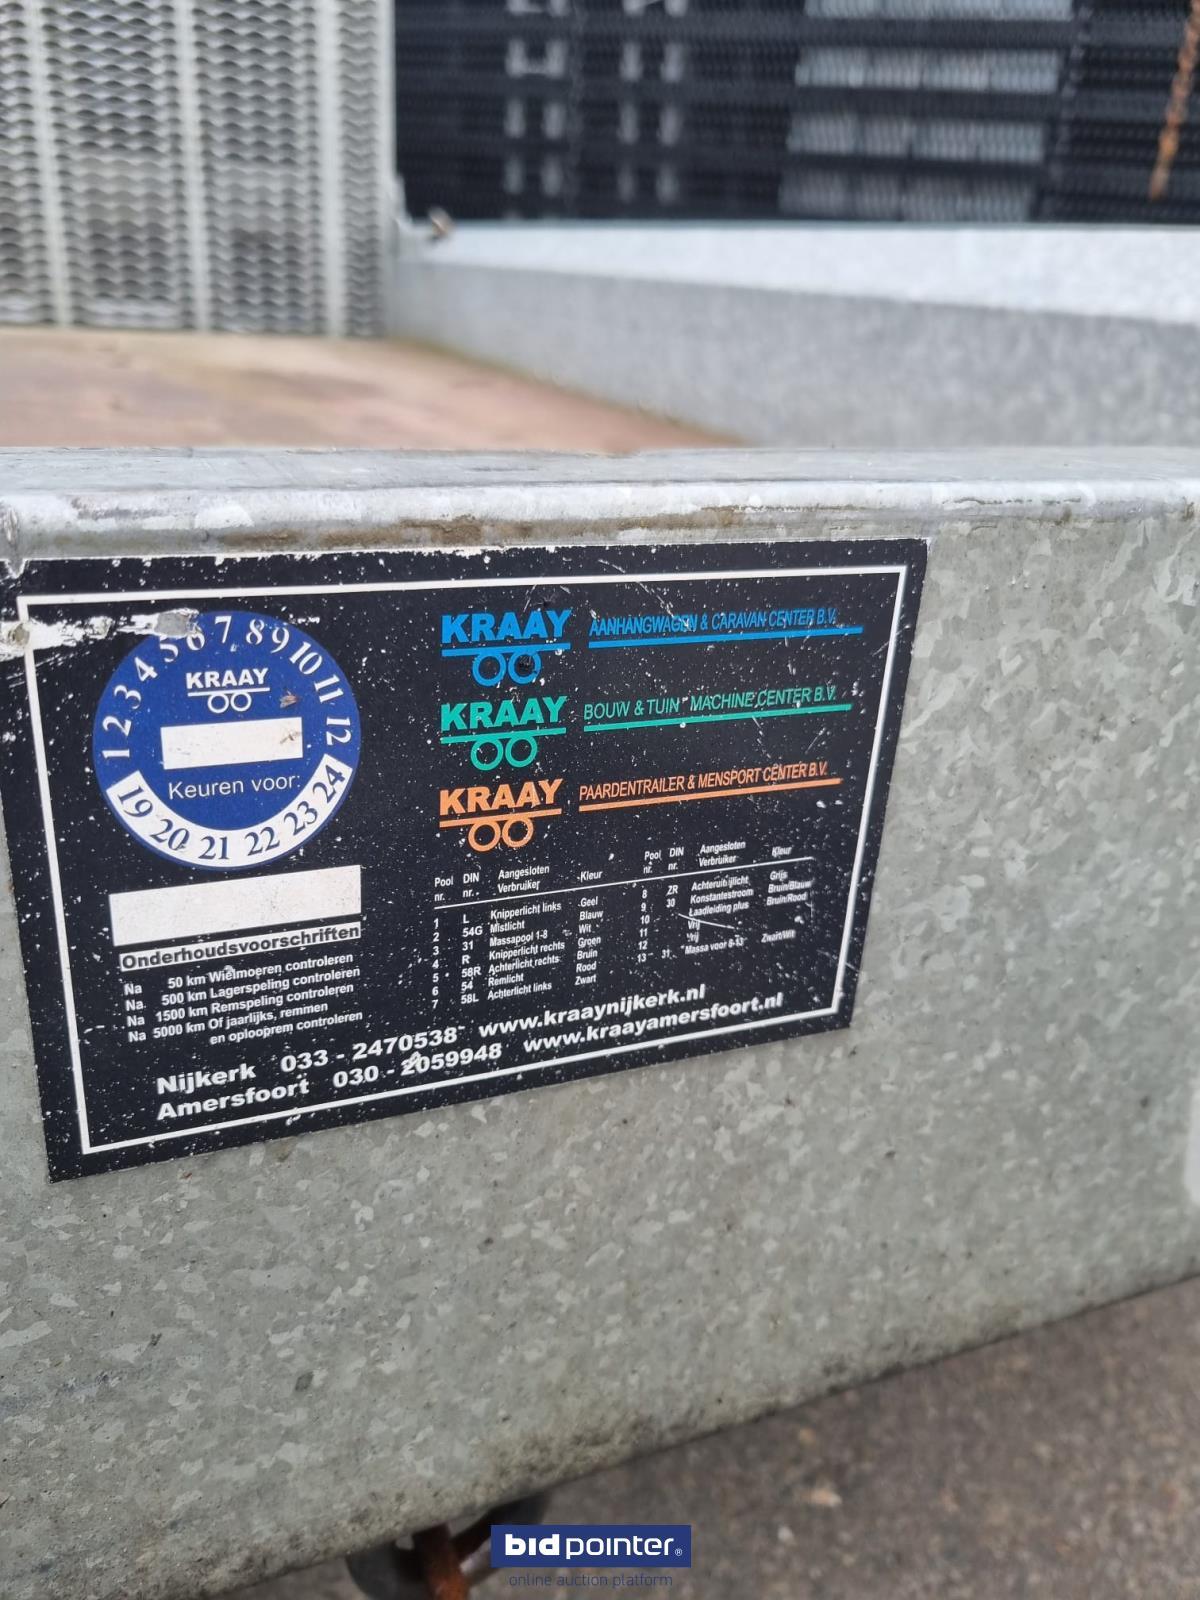 1 2 3 4 5 6 7 8 9 10 11 12
KRAAY
Keuren voor:
19 20 21 22 23 24
KRAAY AANHANGWAGEN & CARAVAN CENTER B.V.
KRAAY BOUW & TUIN MACHINE CENTER B.V.
KRAAY PAARDENTRAILER & MENSPORT CENTER B.V.
Onderhoudsvoorschriften
Na 50 km Wielmoeren controleren
Na 500 km Lagerspeling controleren
Na 1500 km Remspeling controleren
Na 5000 km Of jaarlijks, remmen
en oplooprem controleren
Pool nr. DIN nr. Aangesloten Verbruiker Kleur
1 L Knipperlicht links Geel
2 54G Mistlicht Blauw
3 31 Massapool 1-8 Wit
4 R Knipperlicht rechts Groen
5 58R Achterlicht rechts Bruin
6 54 Remlicht Rood
7 58L Achterlicht links Zwart
Pool nr. DIN nr. Aangesloten Verbruiker Kleur
8 ZR Achteruitijlicht Grijs
9 30 Konstantestroom Bruin/Blauw
10 Laadleiding plus Bruin/Rood
11 Vrij
12 Vrij
13 31 Massa voor 8-13 Zwart/Wit
Nijkerk 033 - 2470538 www.kraaynijkerk.nl
Amersfoort 030 - 2059948 www.kraayamersfoort.nl
bidpointer®
online auction platform